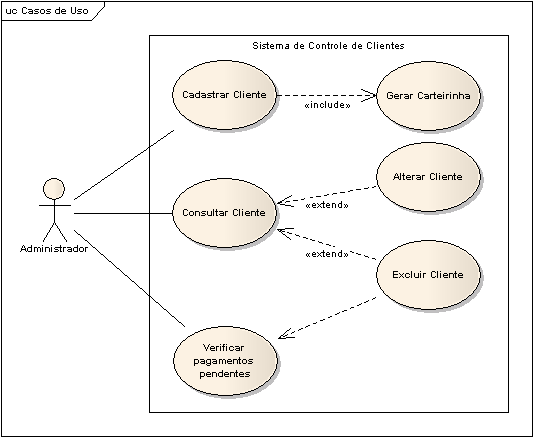 uc Casos de Uso
Sistema de Controle de Clientes
Cadastrar Cliente
«include»
Gerar Carteirinha
Alterar Cliente
«extend»
Consultar Cliente
Administrador
«extend»
Excluir Cliente
Verificar
pagamentos
pendentes